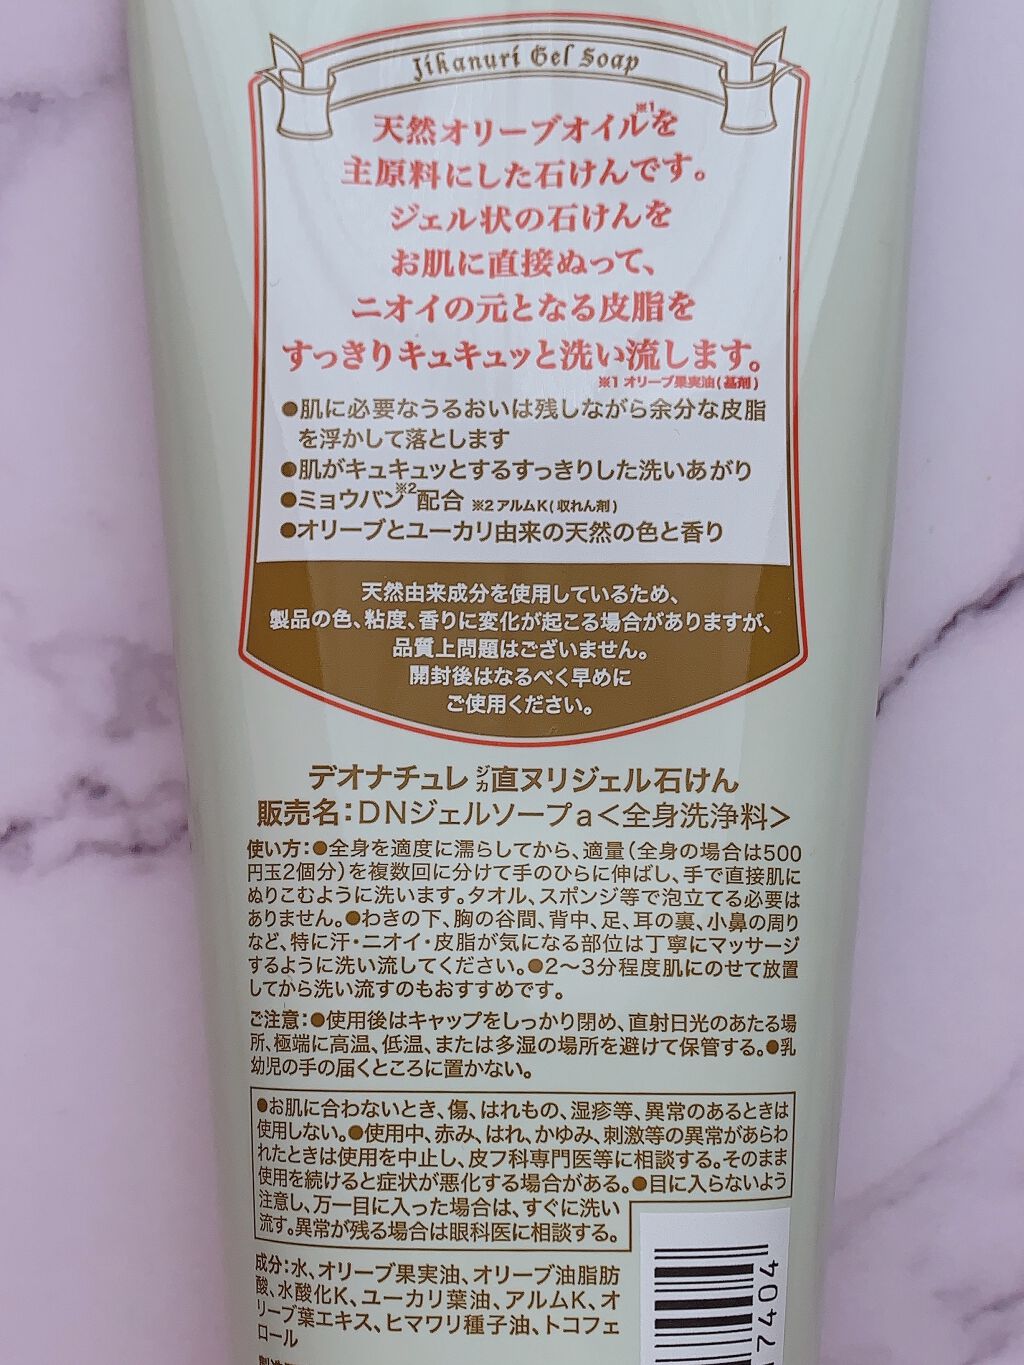 Jikanuri Gel Soap
天然オリーブオイル※1を
主原料にした石けんです。
ジェル状の石けんを
お肌に直接ぬって、
ニオイの元となる皮脂を
すっきりキュキュッと洗い流します。
※1 オリーブ果実油(基剤)
●肌に必要なうるおいは残しながら余分な皮脂
を浮かして落とします
●肌がキュキュッとするすっきりした洗いあがり
●ミョウバン※2配合 ※2 アルムK(収れん剤)
●オリーブとユーカリ由来の天然の色と香り
天然由来成分を使用しているため、
製品の色、粘度、香りに変化が起こる場合がありますが、
品質上問題はございません。
開封後はなるべく早めに
ご使用ください。
デオナチュレ 直ヌリジェル石けん
ジカ
販売名：DNジェルソープa＜全身洗浄料＞
使い方：●全身を適度に濡らしてから、適量（全身の場合は500
円玉2個分）を複数回に分けて手のひらに伸ばし、手で直接肌に
ぬりこむように洗います。タオル、スポンジ等で泡立てる必要は
ありません。●わきの下、胸の谷間、背中、足、耳の裏、小鼻の周り
など、特に汗・ニオイ・皮脂が気になる部位は丁寧にマッサージ
するように洗い流してください。●2〜3分程度肌にのせて放置
してから洗い流すのもおすすめです。
ご注意：●使用後はキャップをしっかり閉め、直射日光のあたる場
所、極端に高温、低温、または多湿の場所を避けて保管する。●乳
幼児の手の届くところに置かない。
●お肌に合わないとき、傷、はれもの、湿疹等、異常のあるときは
使用しない。●使用中、赤み、はれ、かゆみ、刺激等の異常があらわ
れたときは使用を中止し、皮フ科専門医等に相談する。そのまま
使用を続けると症状が悪化する場合がある。●目に入らないよう
注意し、万一目に入った場合は、すぐに洗い
流す。異常が残る場合は眼科医に相談する。
成分：水、オリーブ果実油、オリーブ油脂肪
酸、水酸化K、ユーカリ葉油、アルムK、オ
リーブ葉エキス、ヒマワリ種子油、トコフェ
ロール